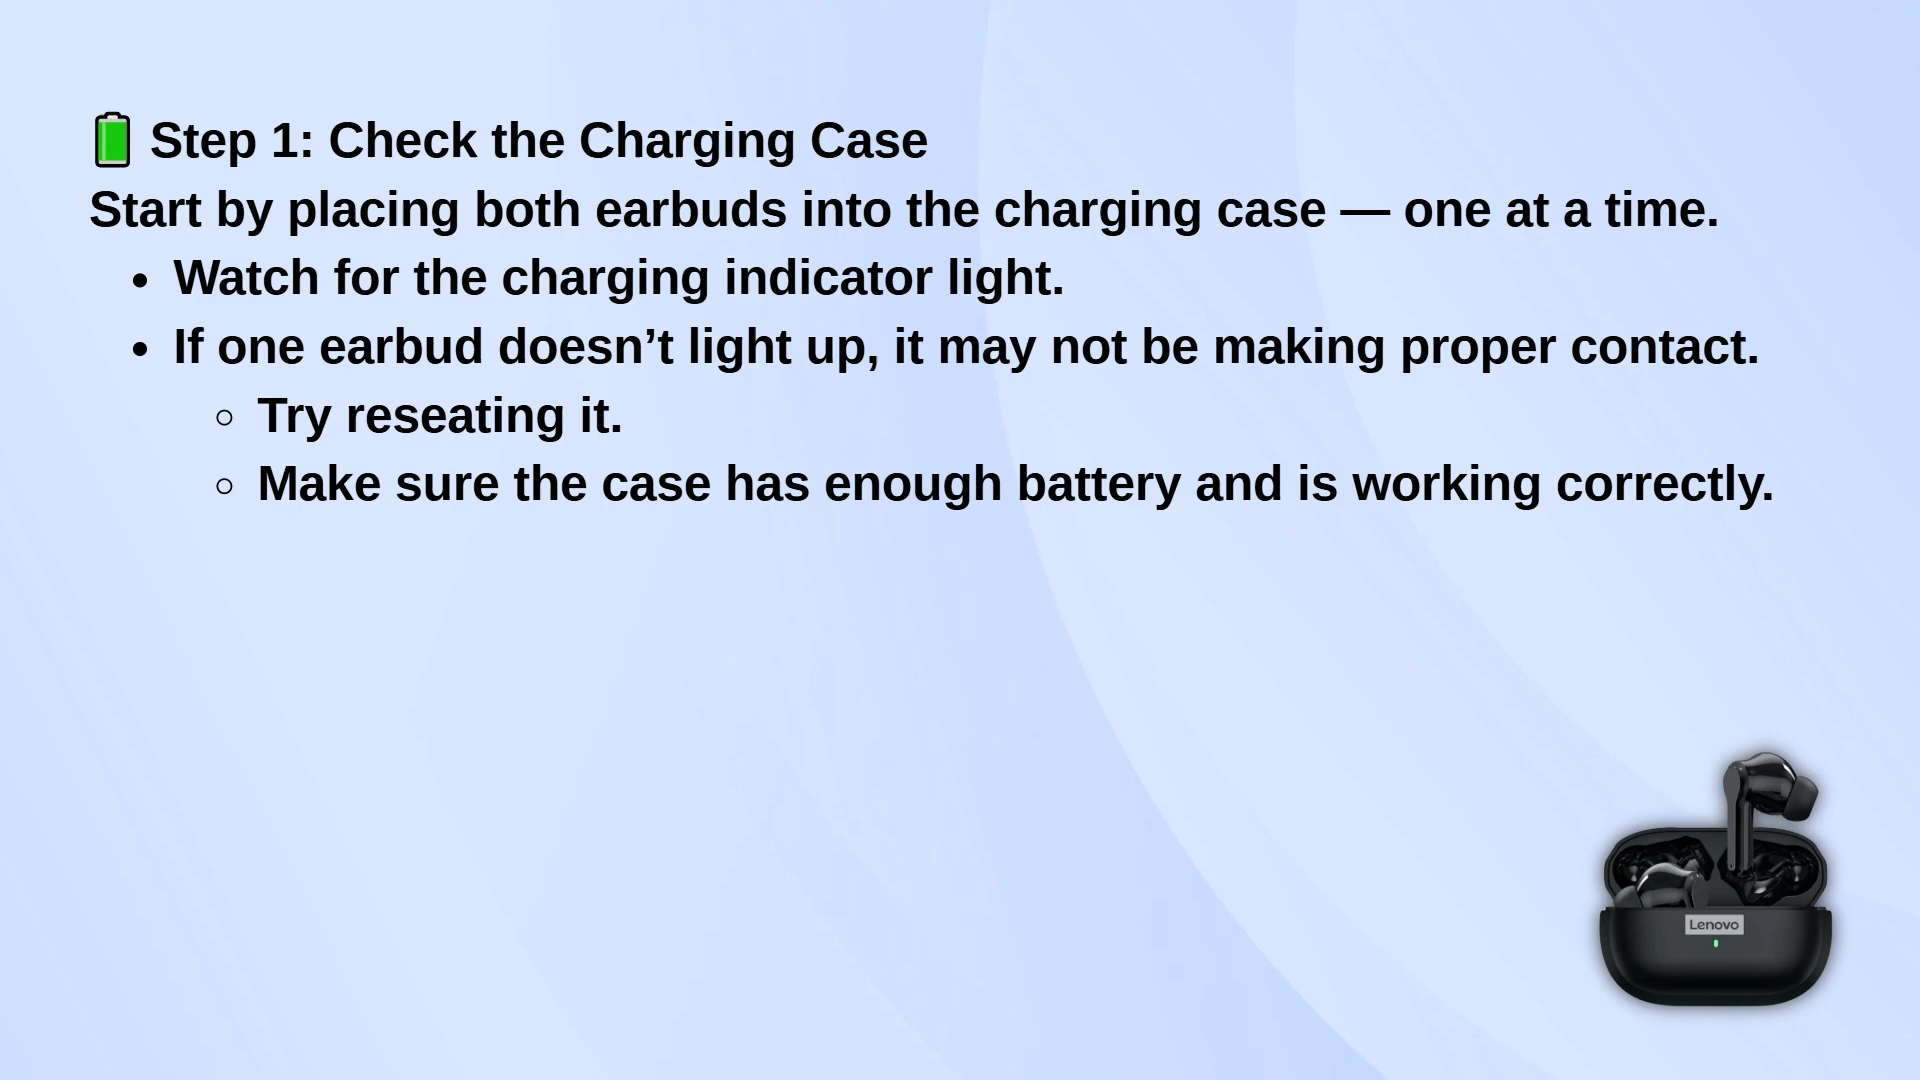 🔋 Step 1: Check the Charging Case
Start by placing both earbuds into the charging case — one at a time.
• Watch for the charging indicator light.
• If one earbud doesn’t light up, it may not be making proper contact.
◦ Try reseating it.
◦ Make sure the case has enough battery and is working correctly.
Lenovo